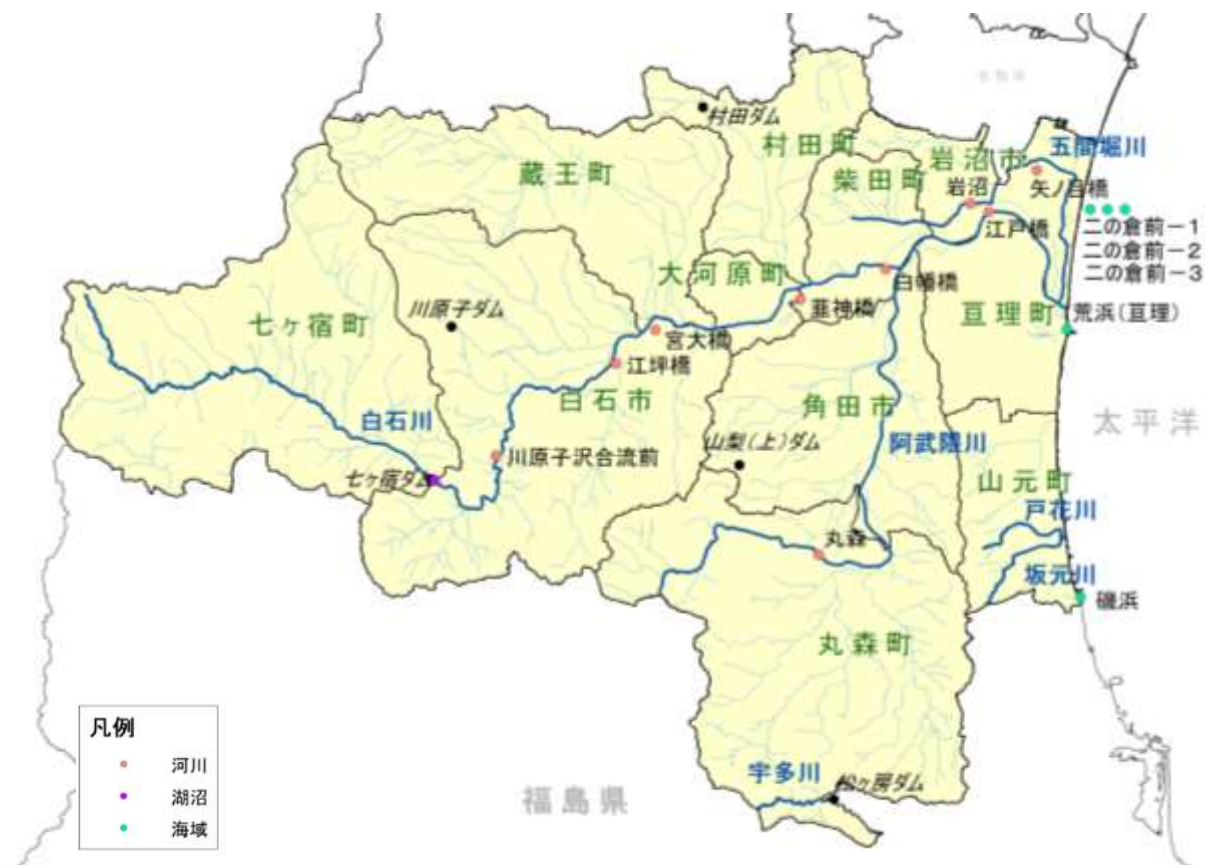 村田ダム
村田町
岩沼市
五間堀川
蔵王町
柴田町
岩沼
矢ノ目橋
江戸橋
二の倉前－1
二の倉前－2
二の倉前－3
大河原町
白幡橋
七ヶ宿町
川原子ダム
韮神橋
亘理町
荒浜(亘理)
宮大橋
江坪橋
白石市
角田市
太平洋
白石川
山梨(上)ダム
阿武隈川
川原子沢合流前
七ヶ宿ダム
山元町
戸花川
丸森
坂元川
磯浜
丸森町
凡例
河川
湖沼
海域
宇多川
松ヶ房ダム
福島県